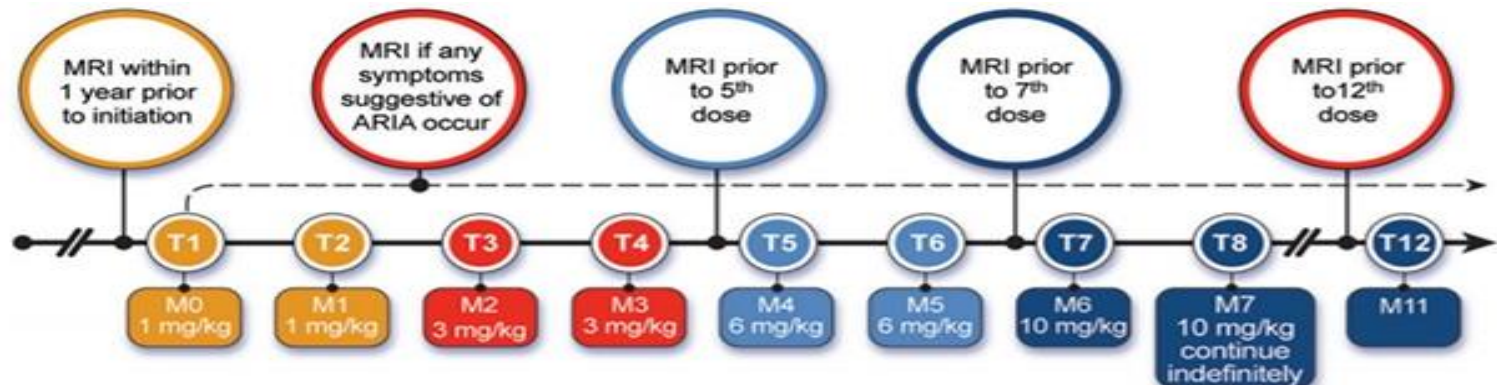 MRI within
1 year prior
to initiation
MRI if any
symptoms
suggestive of
ARIA occur
MRI prior
to 5th
dose
MRI prior
to 7th
dose
MRI prior
to12th
dose
T1
T2
T3
T4
T5
T6
T7
T8
T12
M0
1 mg/kg
M1
1 mg/kg
M2
3 mg/kg
M3
3 mg/kg
M4
6 mg/kg
M5
6 mg/kg
M6
10 mg/kg
M7
10 mg/kg
continue
indefinitely
M11